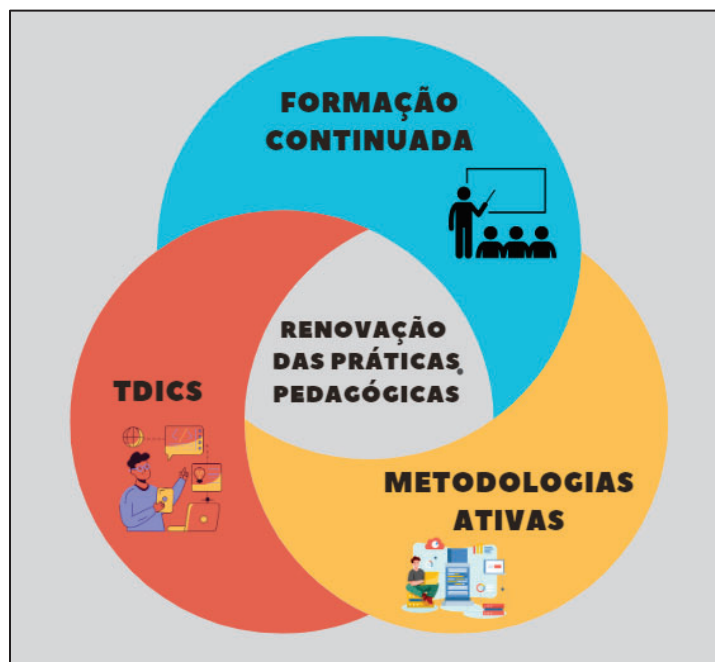 FORMAÇÃO
CONTINUADA
RENOVAÇÃO
DAS PRÁTICAS
PEDAGÓGICAS
TDICS
METODOLOGIAS
ATIVAS